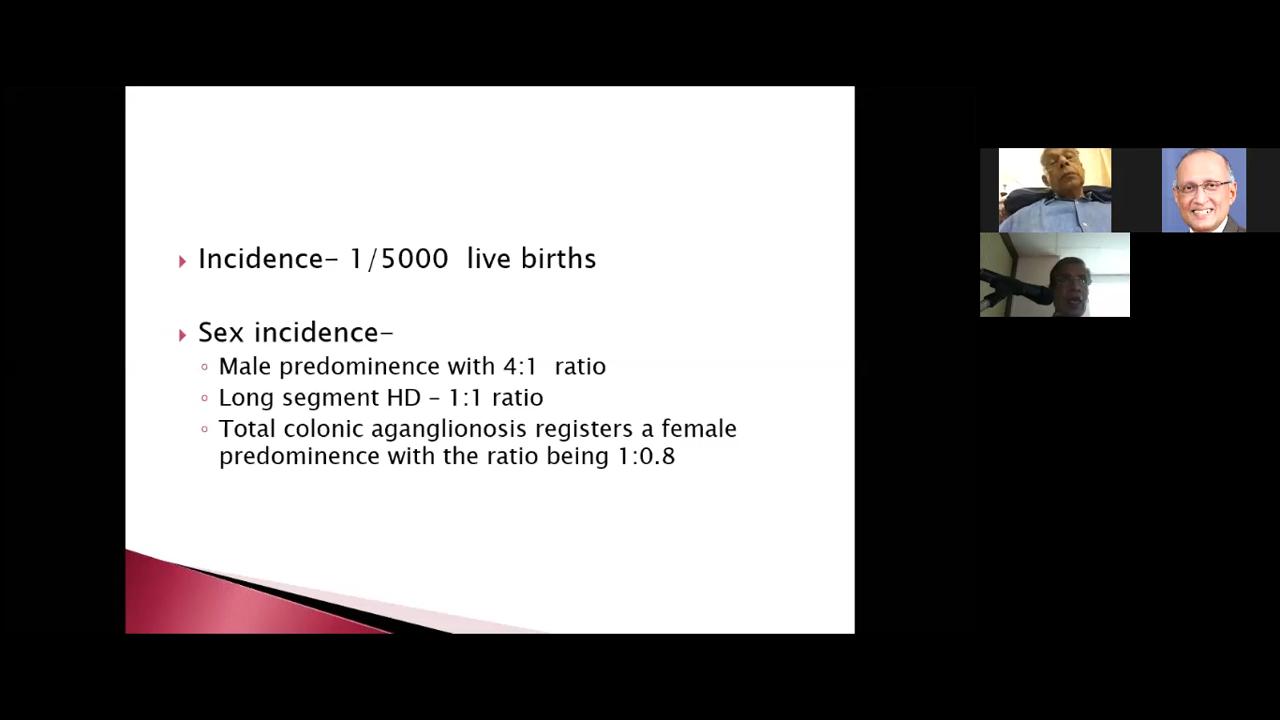 Incidence- 1/5000 live births
Sex incidence-
Male predominence with 4:1 ratio
Long segment HD – 1:1 ratio
Total colonic aganglionosis registers a female
predominence with the ratio being 1:0.8